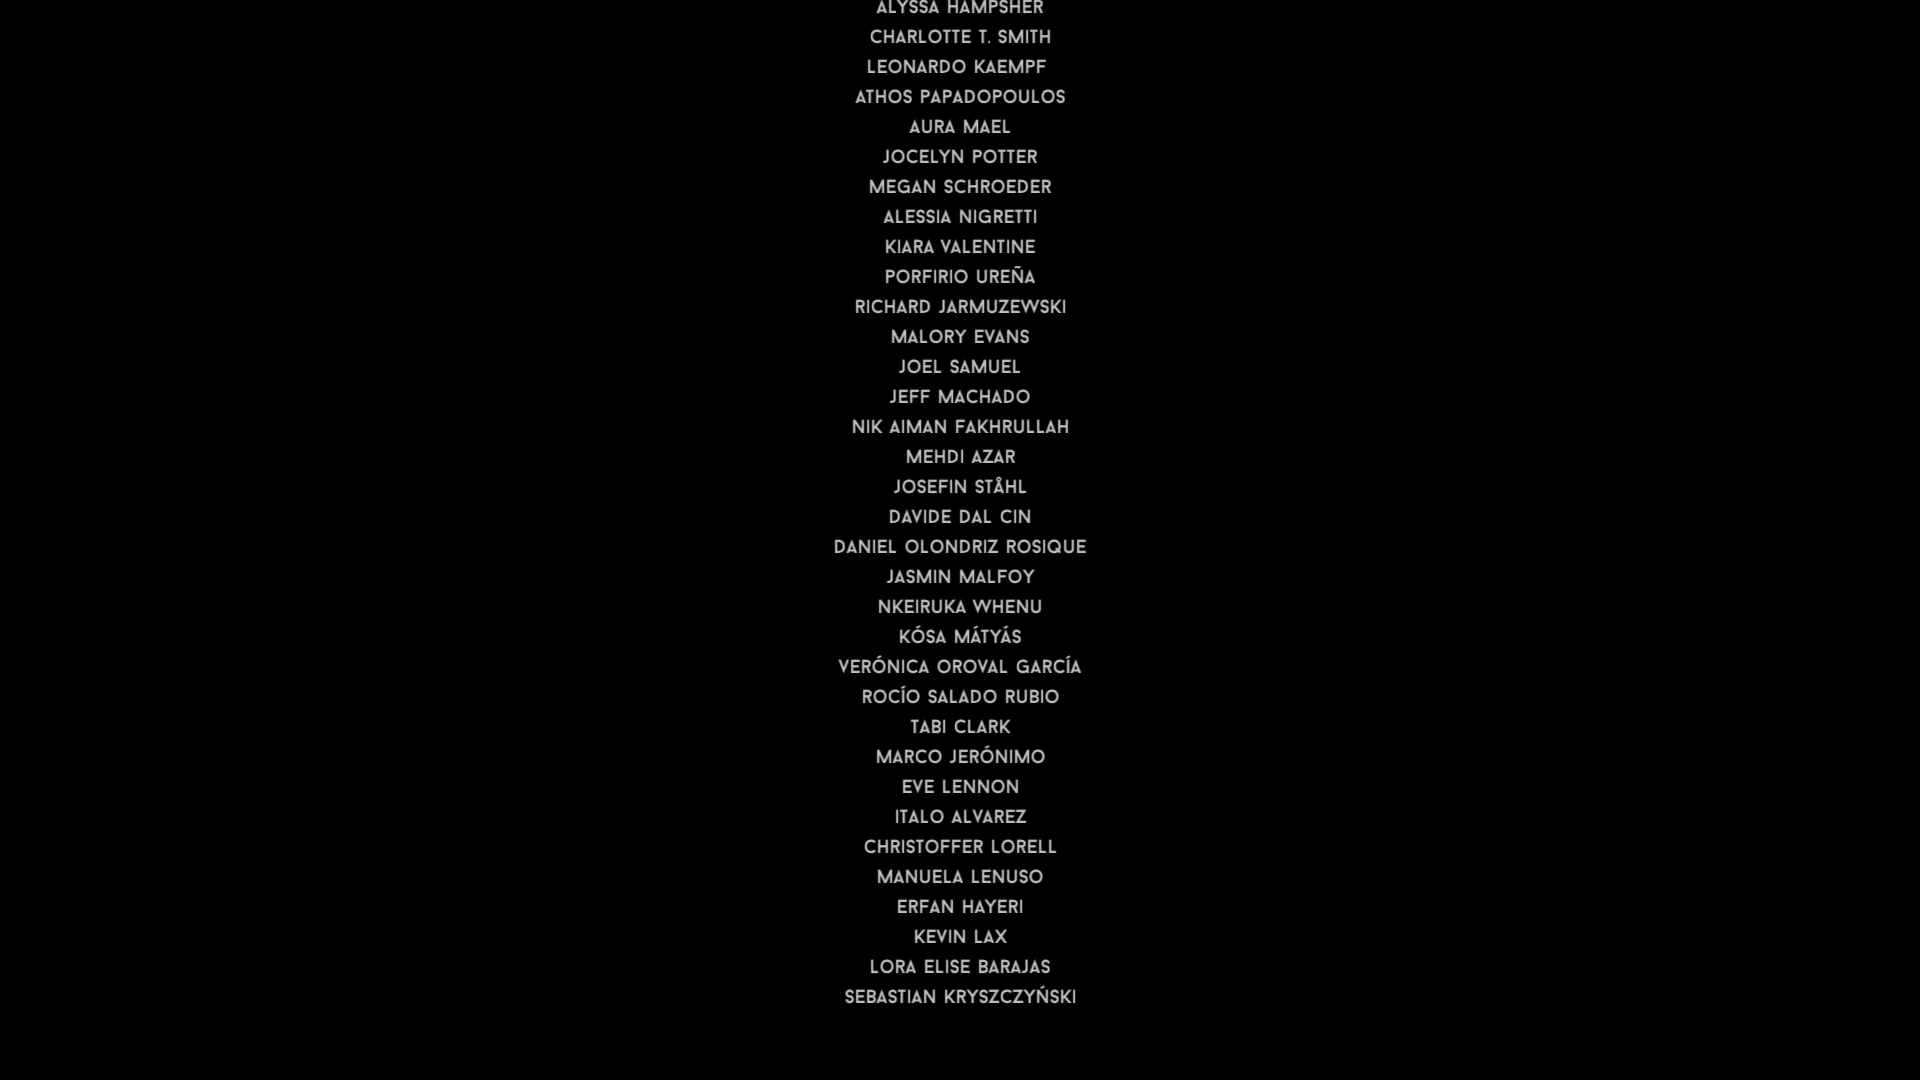 ALYSSA HAMPSHER
CHARLOTTE T. SMITH
LEONARDO KAEMPF
ATHOS PAPADOPOULOS
AURA MAEL
JOCELYN POTTER
MEGAN SCHROEDER
ALESSIA NIGRETTI
KIARA VALENTINE
PORFIRIO UREÑA
RICHARD JARMUZEWSKI
MALORY EVANS
JOEL SAMUEL
JEFF MACHADO
NIK AIMAN FAKHRULLAH
MEHDI AZAR
JOSEFIN STÅHL
DAVIDE DAL CIN
DANIEL OLONDRIZ ROSIQUE
JASMIN MALFOY
NKEIRUKA WHENU
KÓSA MÁTYÁS
VERÓNICA OROVAL GARCÍA
ROCÍO SALADO RUBIO
TABI CLARK
MARCO JERÓNIMO
EVE LENNON
ITALO ALVAREZ
CHRISTOFFER LORELL
MANUELA LENUSO
ERFAN HAYERI
KEVIN LAX
LORA ELISE BARAJAS
SEBASTIAN KRYSZCZYŃSKI